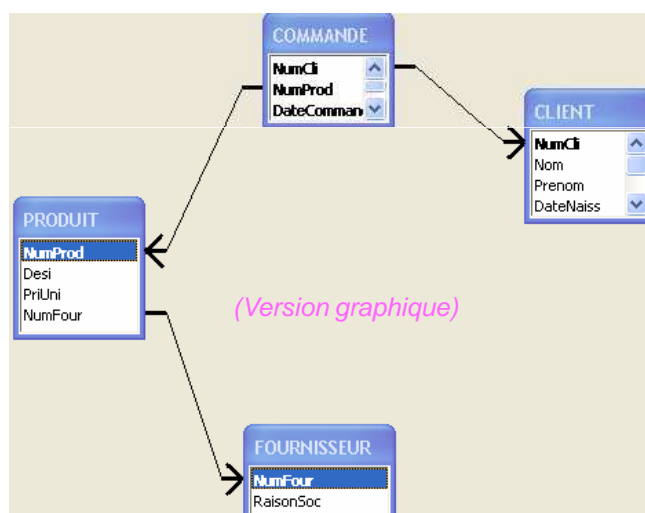 COMMANDE
NumCli
NumProd
DateComman
CLIENT
NumCli
Nom
Prenom
DateNaiss
PRODUIT
NumProd
Desi
PriUni
NumFour
(Version graphique)
FOURNISSEUR
NumFour
RaisonSoc